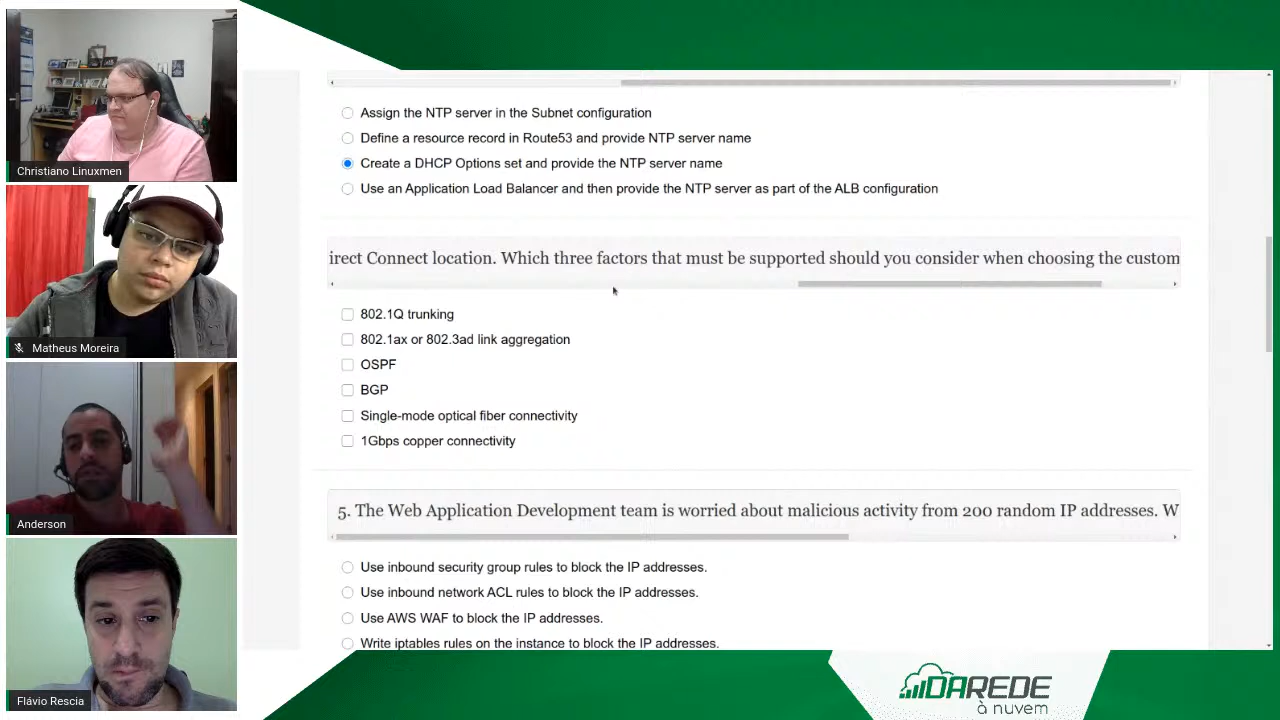 Christiano Linuxmen
Matheus Moreira
Anderson
Flávio Rescia
Assign the NTP server in the Subnet configuration
Define a resource record in Route53 and provide NTP server name
Create a DHCP Options set and provide the NTP server name
Use an Application Load Balancer and then provide the NTP server as part of the ALB configuration
irect Connect location. Which three factors that must be supported should you consider when choosing the custom
802.1Q trunking
802.1ax or 802.3ad link aggregation
OSPF
BGP
Single-mode optical fiber connectivity
1Gbps copper connectivity
5. The Web Application Development team is worried about malicious activity from 200 random IP addresses. W
Use inbound security group rules to block the IP addresses.
Use inbound network ACL rules to block the IP addresses.
Use AWS WAF to block the IP addresses.
Write iptables rules on the instance to block the IP addresses.
DAREDE
à nuvem